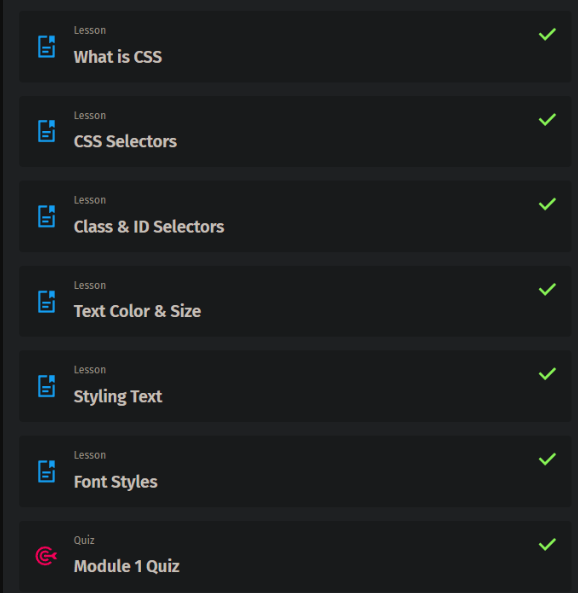 Lesson
What is CSS
Lesson
CSS Selectors
Lesson
Class & ID Selectors
Lesson
Text Color & Size
Lesson
Styling Text
Lesson
Font Styles
Quiz
Module 1 Quiz